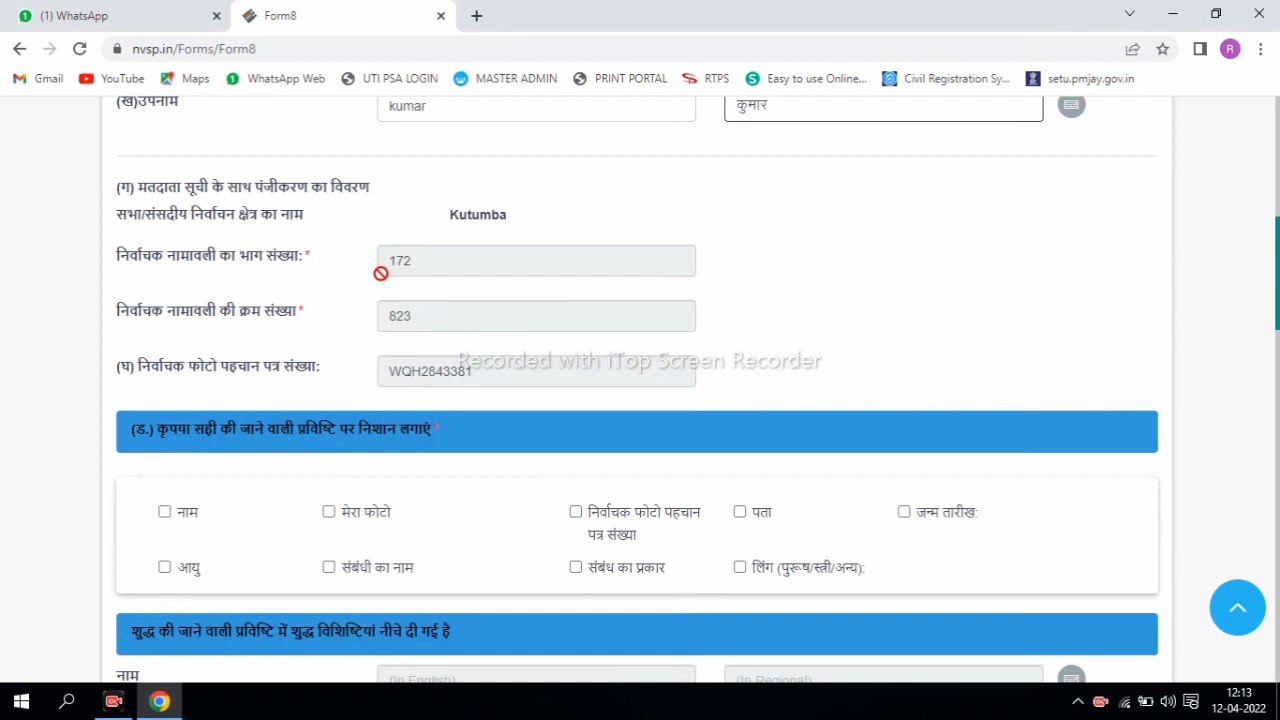 (1) WhatsApp
Form8
nvsp.in/Forms/Form8
R
Gmail
YouTube
Maps
WhatsApp Web
UTI PSA LOGIN
MASTER ADMIN
PRINT PORTAL
RTPS
Easy to use Online...
Civil Registration Sy...
setu.pmjay.gov.in
(ख)उपनाम
kumar
कुमार
(ग) मतदाता सूची के साथ पंजीकरण का विवरण
सभा/संसदीय निर्वाचन क्षेत्र का नाम
Kutumba
निर्वाचक नामावली का भाग संख्या:*
172
निर्वाचक नामावली की क्रम संख्या*
823
Recorded with iTop Screen Recorder
(घ) निर्वाचक फोटो पहचान पत्र संख्या:
WQH2843381
(ड.) कृपया सही की जाने वाली प्रविष्टि पर निशान लगाएं *
नाम
मेरा फोटो
निर्वाचक फोटो पहचान
पत्र संख्या
पता
जन्म तारीख:
आयु
संबंधी का नाम
संबंध का प्रकार
लिंग (पुरूष/स्त्री/अन्य):
शुद्ध की जाने वाली प्रविष्टि में शुद्ध विशिष्टियां नीचे दी गई है
नाम
(In English)
(In Regional)
12:13
12-04-2022